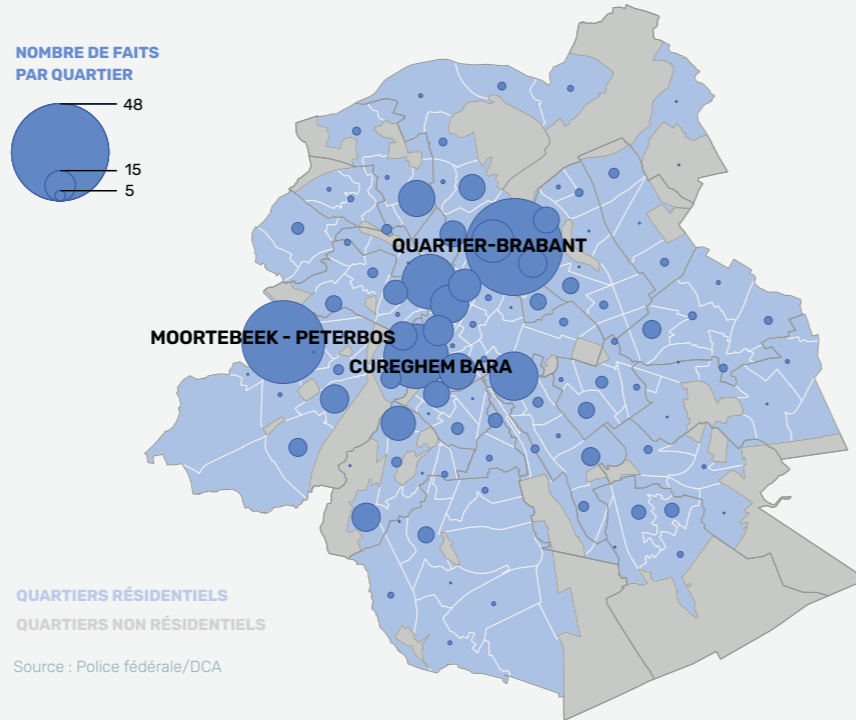 NOMBRE DE FAITS
PAR QUARTIER
48
15
5
QUARTIER-BRABANT
MOORTEBEEK - PETERBOS
CUREGHEM BARA
QUARTIERS RÉSIDENTIELS
QUARTIERS NON RÉSIDENTIELS
Source : Police fédérale/DCA